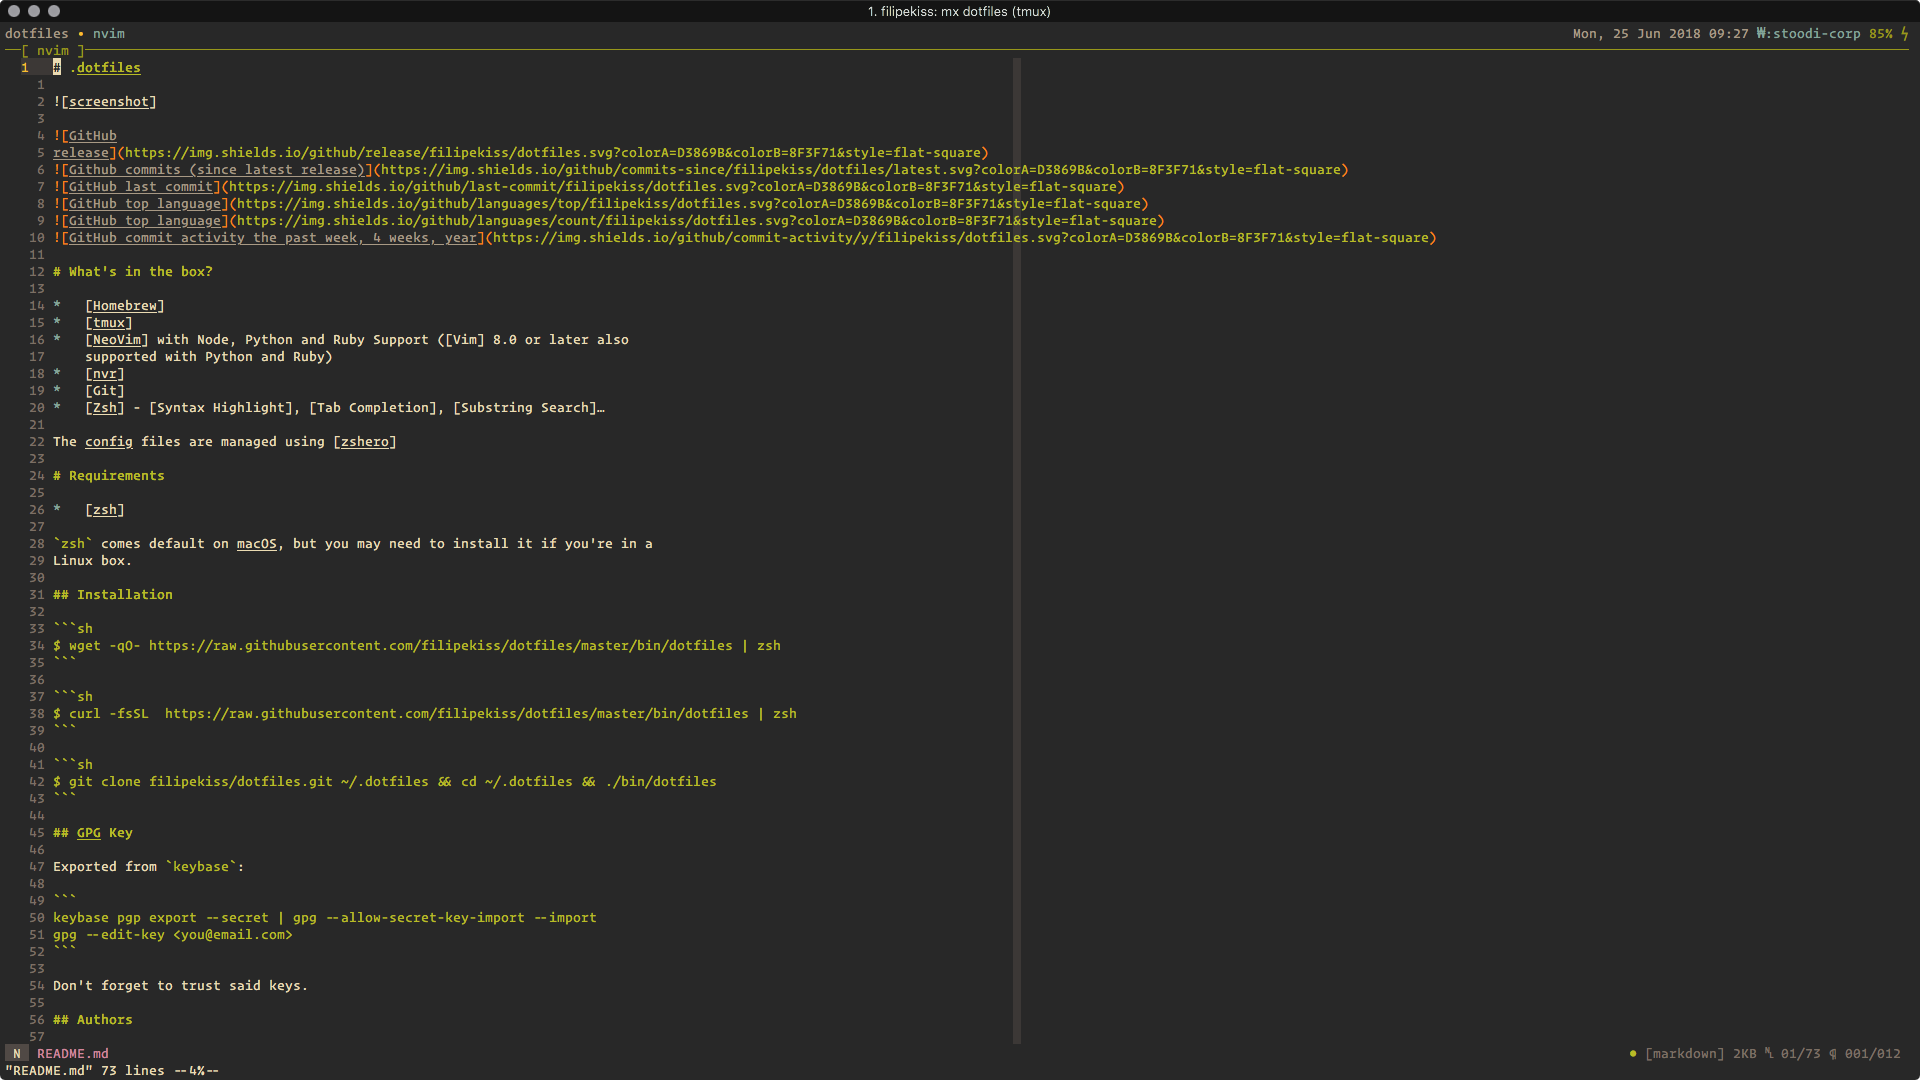 1. filipekiss: mx dotfiles (tmux)
dotfiles • nvim Mon, 25 Jun 2018 09:27 ₩:stoodi-corp 85% ϟ
[ nvim ]
1 # .dotfiles
1
2 ![screenshot]
3
4 ![GitHub
5 release](https://img.shields.io/github/release/filipekiss/dotfiles.svg?colorA=D3869B&colorB=8F3F71&style=flat-square)
6 ![Github commits (since latest release)](https://img.shields.io/github/commits-since/filipekiss/dotfiles/latest.svg?colorA=D3869B&colorB=8F3F71&style=flat-square)
7 ![GitHub last commit](https://img.shields.io/github/last-commit/filipekiss/dotfiles.svg?colorA=D3869B&colorB=8F3F71&style=flat-square)
8 ![GitHub top language](https://img.shields.io/github/languages/top/filipekiss/dotfiles.svg?colorA=D3869B&colorB=8F3F71&style=flat-square)
9 ![GitHub top language](https://img.shields.io/github/languages/count/filipekiss/dotfiles.svg?colorA=D3869B&colorB=8F3F71&style=flat-square)
10 ![GitHub commit activity the past week, 4 weeks, year](https://img.shields.io/github/commit-activity/y/filipekiss/dotfiles.svg?colorA=D3869B&colorB=8F3F71&style=flat-square)
11
12 # What's in the box?
13
14 * [Homebrew]
15 * [tmux]
16 * [NeoVim] with Node, Python and Ruby Support ([Vim] 8.0 or later also
17 supported with Python and Ruby)
18 * [nvr]
19 * [Git]
20 * [Zsh] - [Syntax Highlight], [Tab Completion], [Substring Search]…
21
22 The config files are managed using [zshero]
23
24 # Requirements
25
26 * [zsh]
27
28 `zsh` comes default on macOS, but you may need to install it if you're in a
29 Linux box.
30
31 ## Installation
32
33 ```sh
34 $ wget -qO- https://raw.githubusercontent.com/filipekiss/dotfiles/master/bin/dotfiles | zsh
35 ```
36
37 ```sh
38 $ curl -fsSL  https://raw.githubusercontent.com/filipekiss/dotfiles/master/bin/dotfiles | zsh
39 ```
40
41 ```sh
42 $ git clone filipekiss/dotfiles.git ~/.dotfiles && cd ~/.dotfiles && ./bin/dotfiles
43 ```
44
45 ## GPG Key
46
47 Exported from `keybase`:
48
49 ```
50 keybase pgp export --secret | gpg --allow-secret-key-import --import
51 gpg --edit-key <you@email.com>
52 ```
53
54 Don't forget to trust said keys.
55
56 ## Authors
57
N README.md ● [markdown] 2KB ␤ 01/73 ¶ 001/012
"README.md" 73 lines --4%--